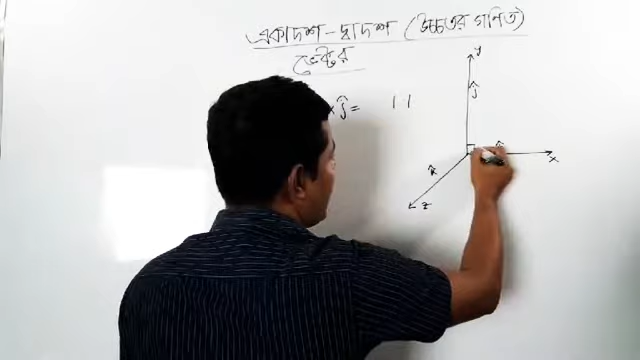 একাদশ-দ্বাদশ (উচ্চতর গণিত)
ভেক্টর
y
× ĵ = 1·1
ĵ
x
k̂
z